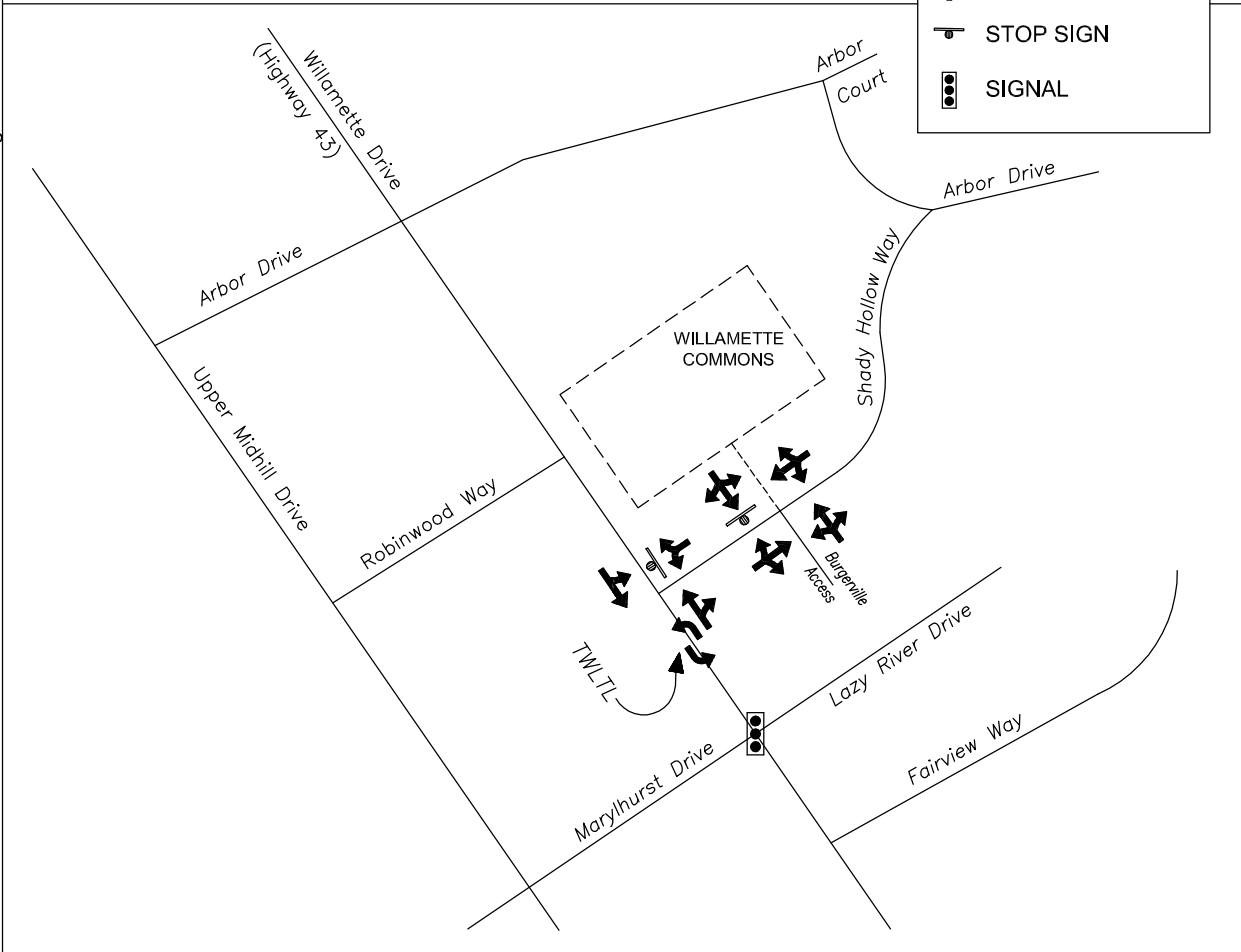 STOP SIGN
SIGNAL
Arbor
Court
Willamette Drive
(Highway 43)
Arbor Drive
Arbor Drive
WILLAMETTE
COMMONS
Shady Hollow Way
Upper Midhill Drive
Robinwood Way
Burgerville
Access
TWLTL
Lazy River Drive
Marylhurst Drive
Fairview Way